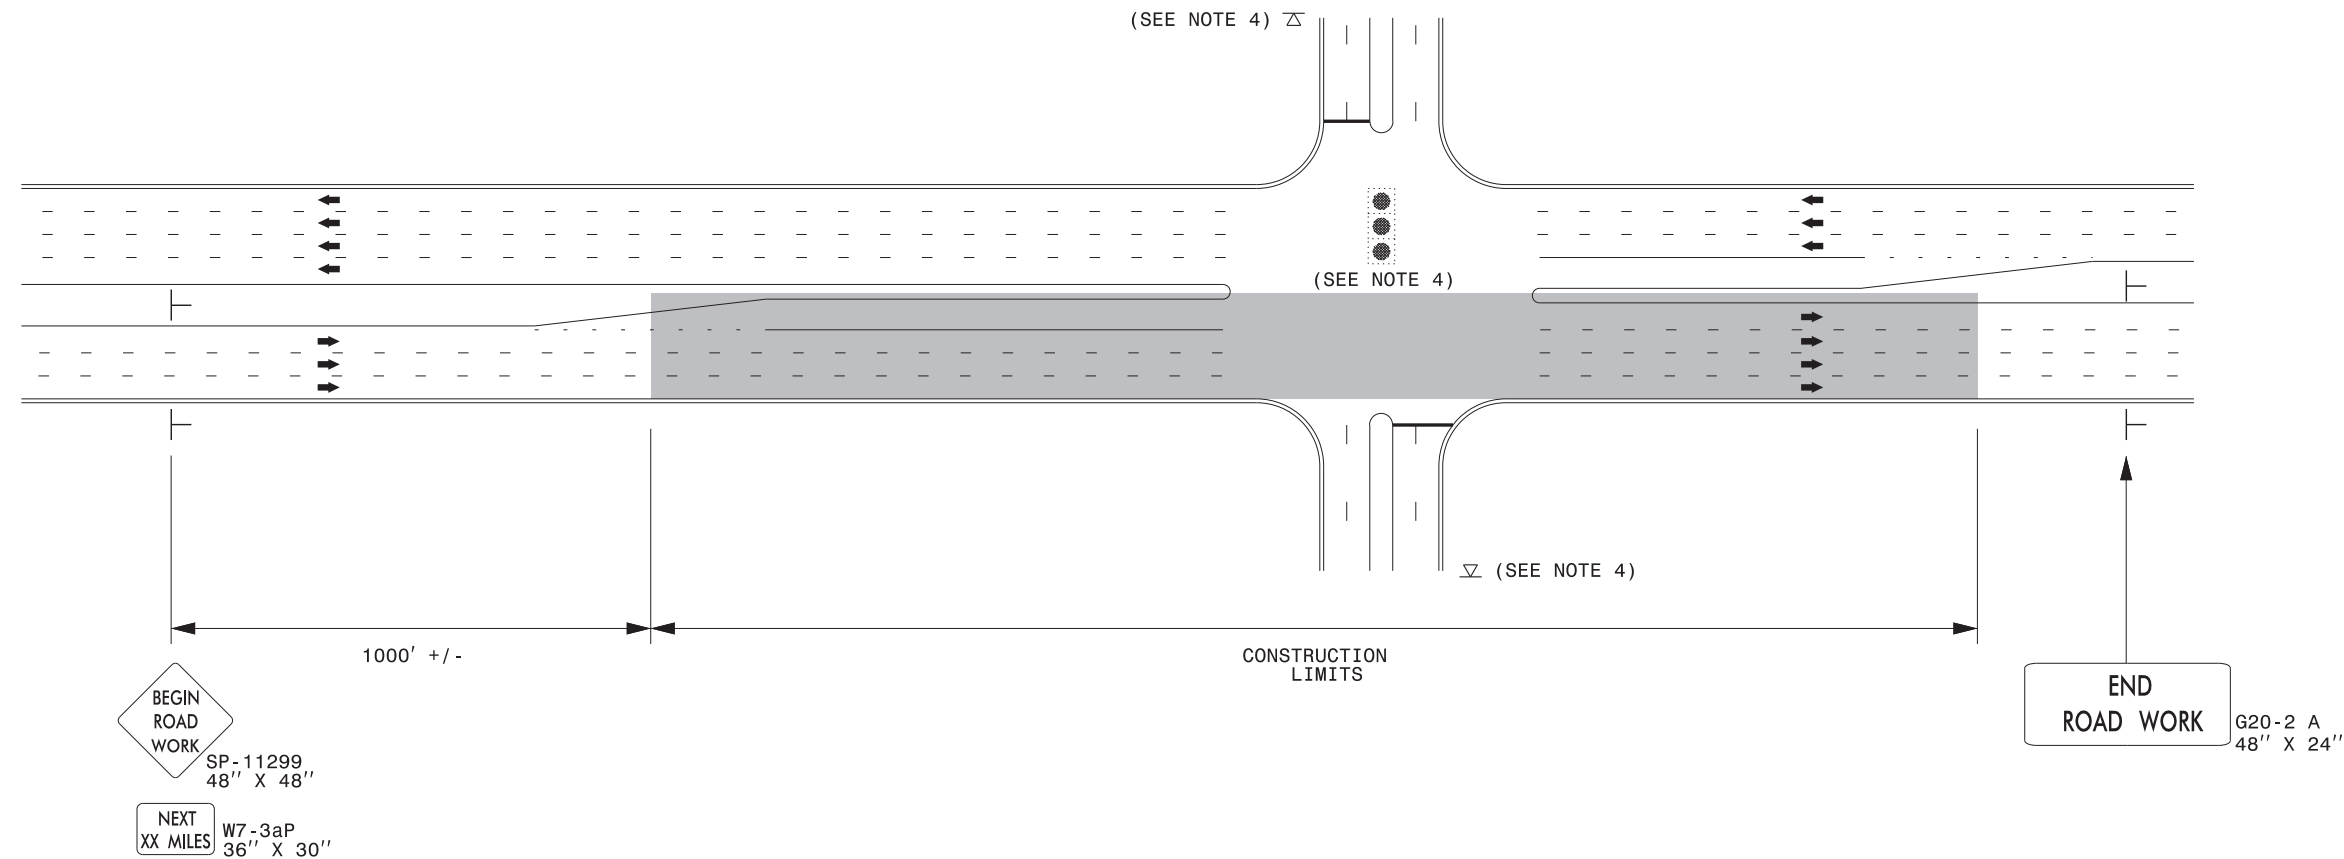 (SEE NOTE 4)
(SEE NOTE 4)
(SEE NOTE 4)
1000' +/-
CONSTRUCTION
LIMITS
BEGIN
ROAD
WORK
SP-11299
48'' X 48''
NEXT
XX MILES
W7-3aP
36'' X 30''
END
ROAD WORK
G20-2 A
48'' X 24''